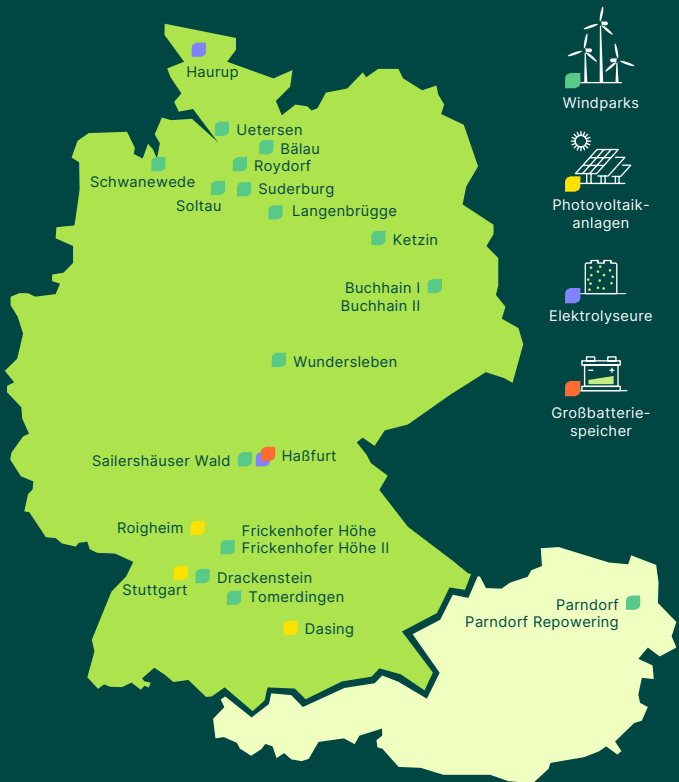 Haurup
Uetersen
Bälau
Roydorf
Schwanewede
Suderburg
Soltau
Langenbrügge
Ketzin
Buchhain I
Buchhain II
Wundersleben
Sailershäuser Wald
Haßfurt
Roigheim
Frickenhofer Höhe
Frickenhofer Höhe II
Drackenstein
Stuttgart
Tomerdingen
Dasing
Parndorf
Parndorf Repowering
Windparks
Photovoltaik-
anlagen
Elektrolyseure
Großbatterie-
speicher